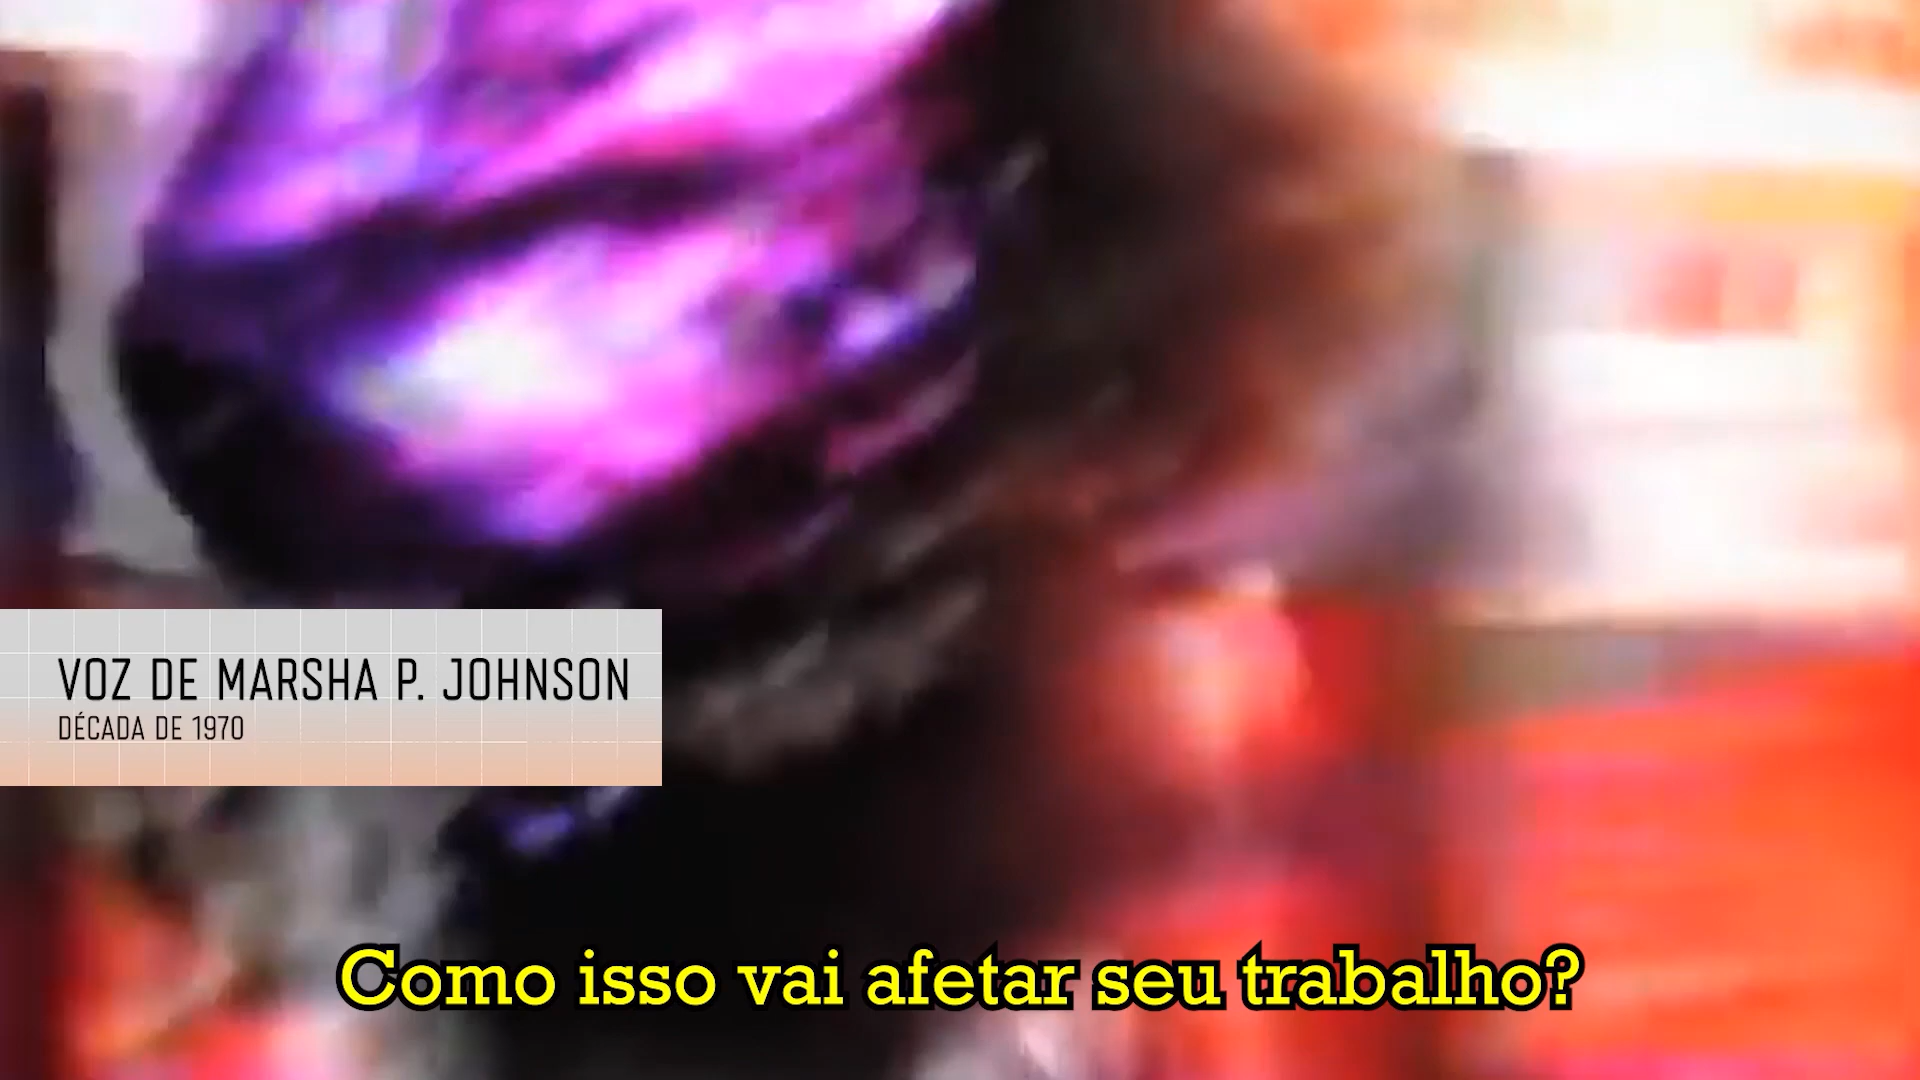 VOZ DE MARSHA P. JOHNSON
DÉCADA DE 1970
Como isso vai afetar seu trabalho?